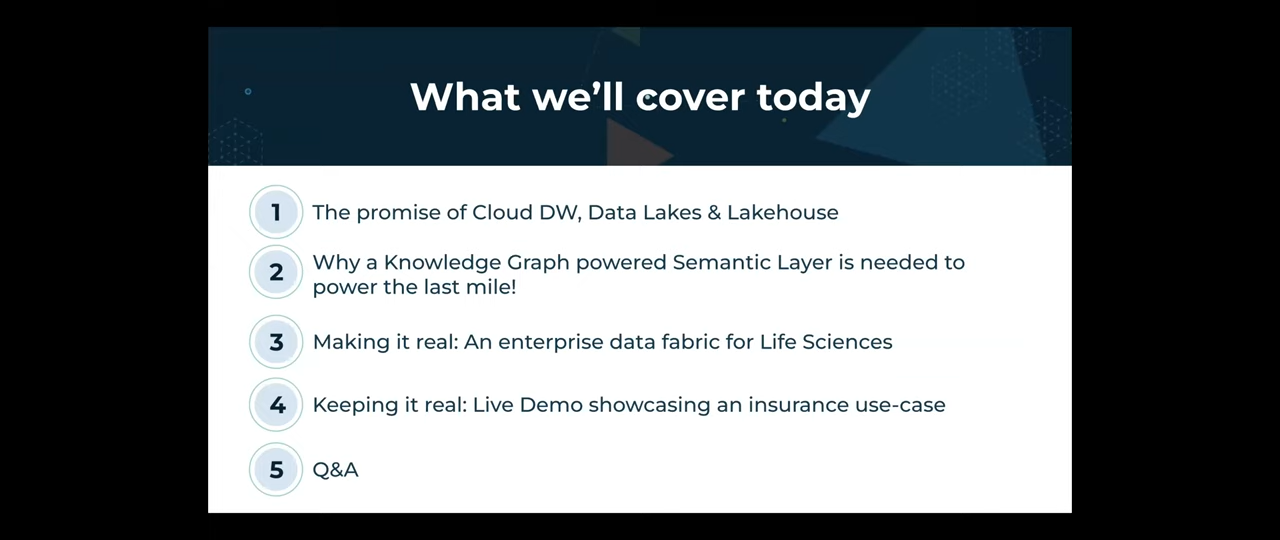 What we’ll cover today
1 The promise of Cloud DW, Data Lakes & Lakehouse
2 Why a Knowledge Graph powered Semantic Layer is needed to
power the last mile!
3 Making it real: An enterprise data fabric for Life Sciences
4 Keeping it real: Live Demo showcasing an insurance use-case
5 Q&A